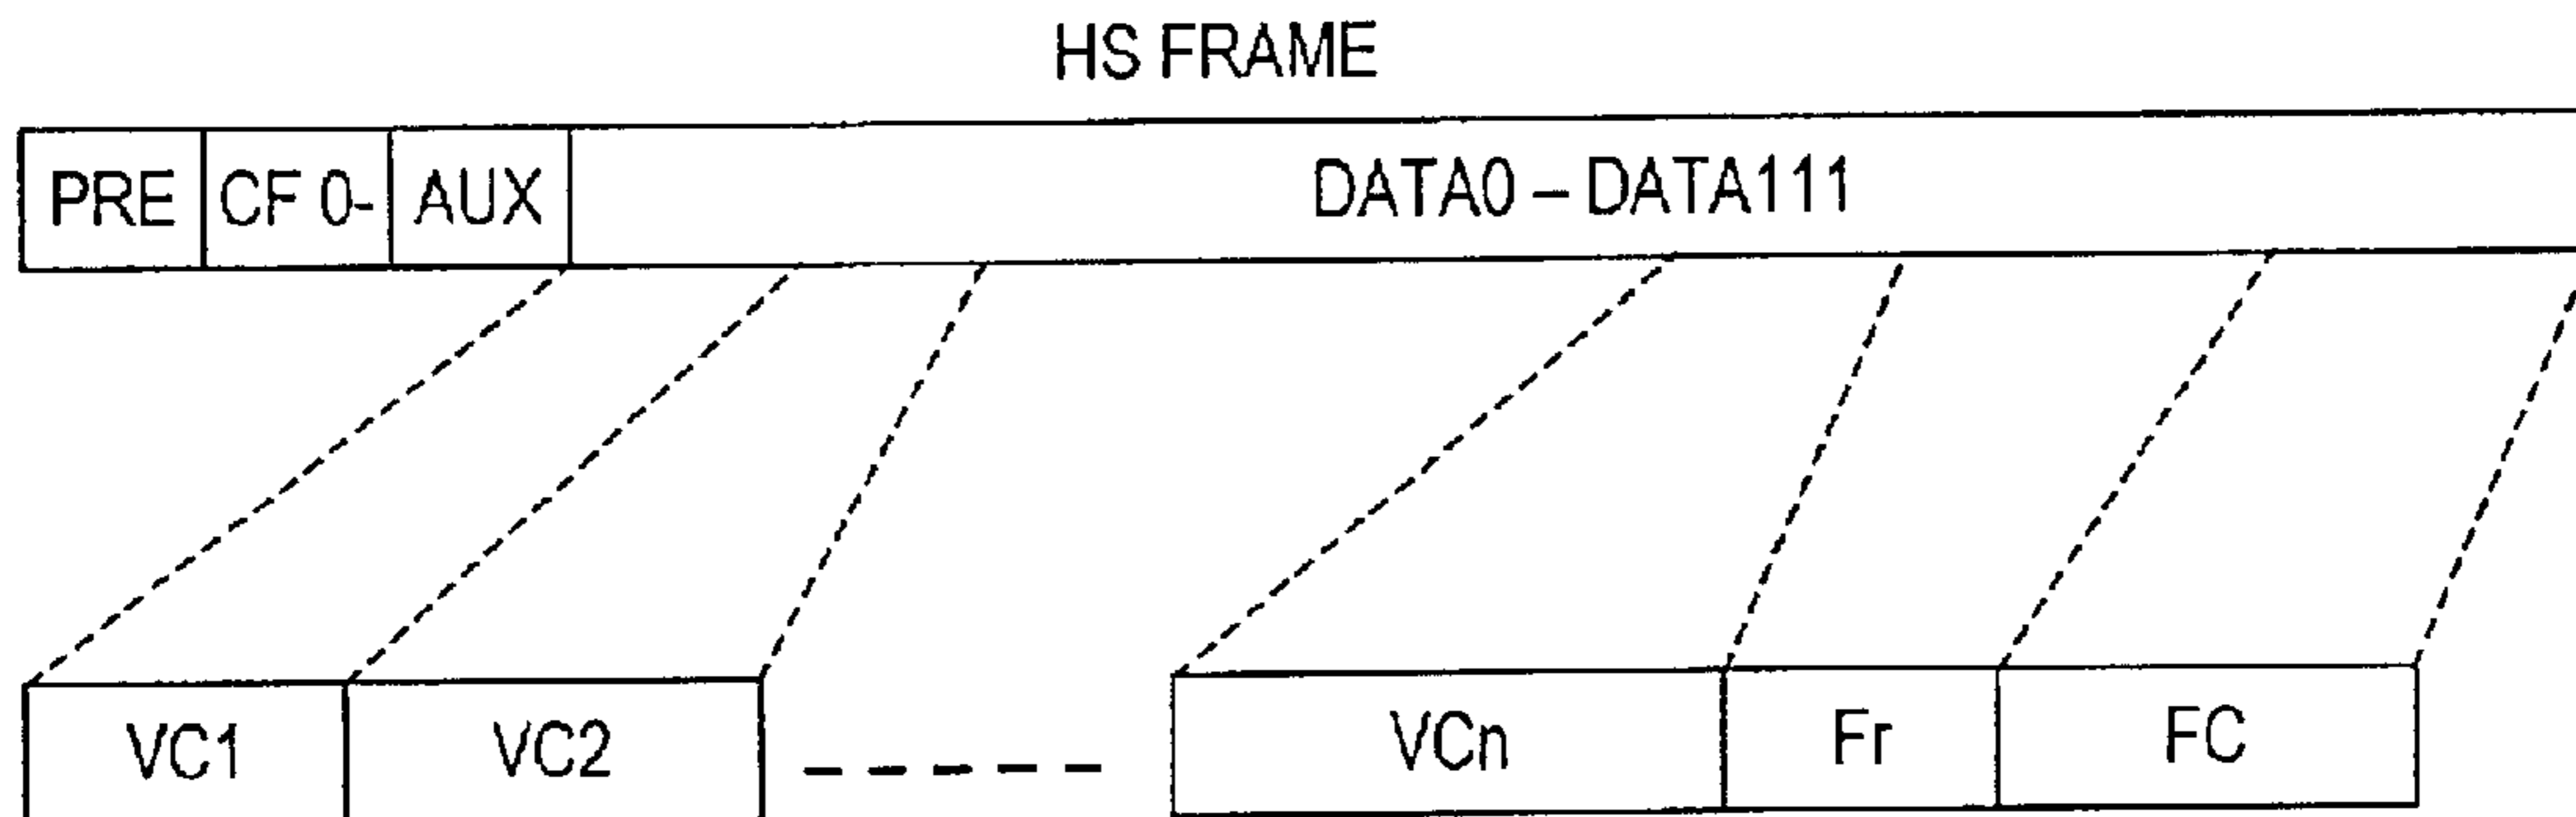 HS FRAME
PRE CF 0- AUX DATA0 – DATA111
VC1 VC2 VCn Fr FC